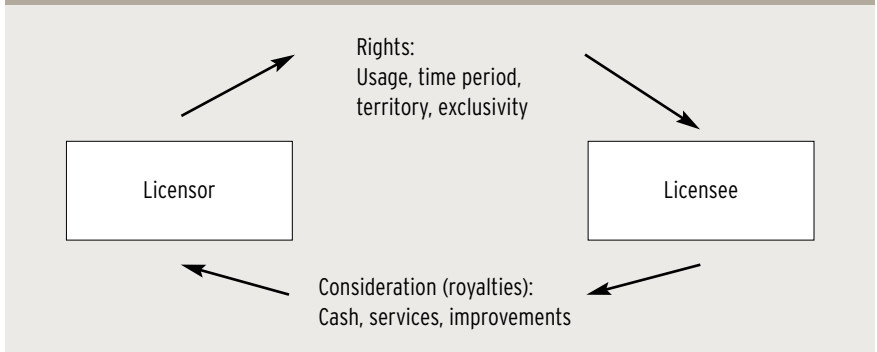 Rights:
Usage, time period,
territory, exclusivity
Licensor
Licensee
Consideration (royalties):
Cash, services, improvements